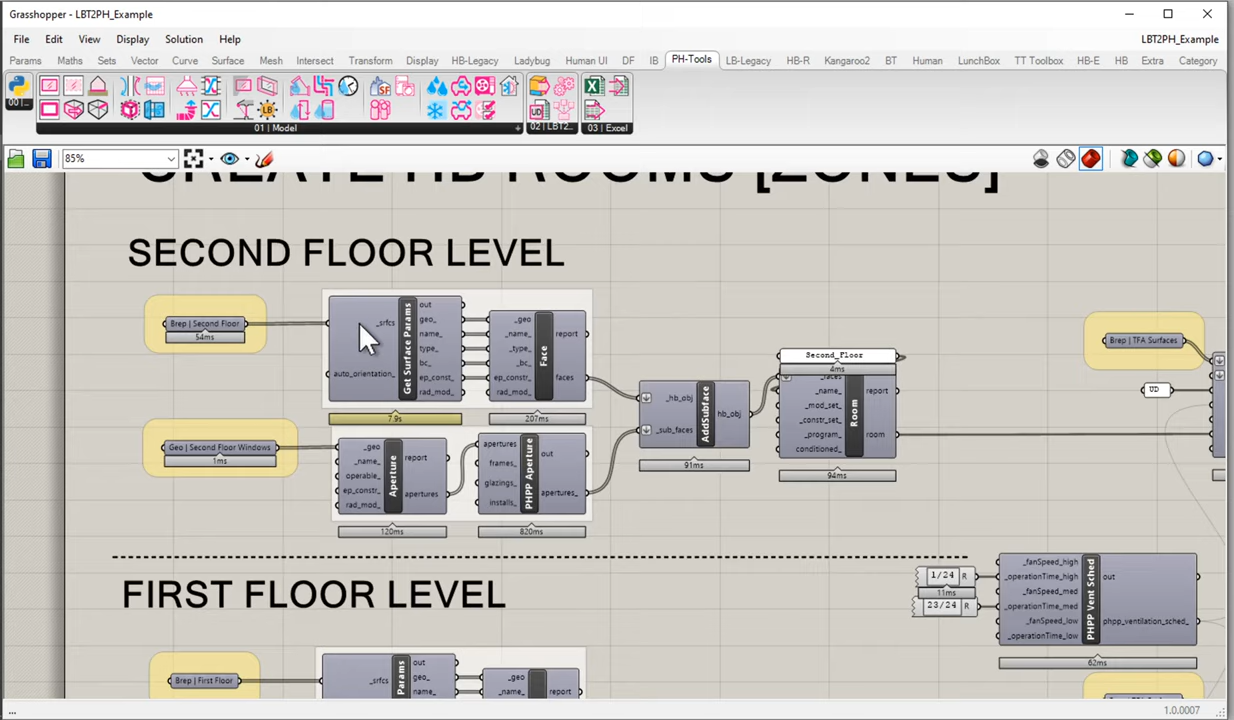 Grasshopper - LBT2PH_Example
File Edit View Display Solution Help
LBT2PH_Example
Params Maths Sets Vector Curve Surface Mesh Intersect Transform Display HB-Legacy Ladybug Human UI DF IB PH-Tools LB-Legacy HB-R Kangaroo2 BT Human LunchBox TT Toolbox HB-E HB Extra Category
001...
01 | Model
02 | LBT2...
03 | Excel
85%
CREATE HB ROOMS [ZONES]
SECOND FLOOR LEVEL
Brep | Second Floor
54ms
_srfcs
auto_orientation_
Get Surface Params
out
geo_
name_
type_
bc_
ep_constr_
rad_mod_
7.9s
_geo
_name_
_type_
_bc_
ep_constr_
rad_mod_
Face
report
faces
207ms
Geo | Second Floor Windows
1ms
_geo
_name_
operable_
ep_constr_
rad_mod_
Aperture
report
apertures
120ms
apertures
frames_
glazings_
installs_
PHPP Aperture
out
apertures_
820ms
_hb_obj
_sub_faces
AddSubface
hb_obj
91ms
Second_Floor
4ms
_faces
_name_
_mod_set_
_constr_set_
_program_
conditioned_
Room
report
room
94ms
Brep | TFA Surfaces
UD
1/24 R
11ms
23/24 R
_fanSpeed_high
_operationTime_high
_fanSpeed_med
_operationTime_med
_fanSpeed_low
_operationTime_low
PHPP Vent Sched
out
phpp_ventilation_sched_
62ms
FIRST FLOOR LEVEL
Brep | First Floor
_srfcs
Params
out
geo_
name_
_geo
_name_
report
...
1.0.0007